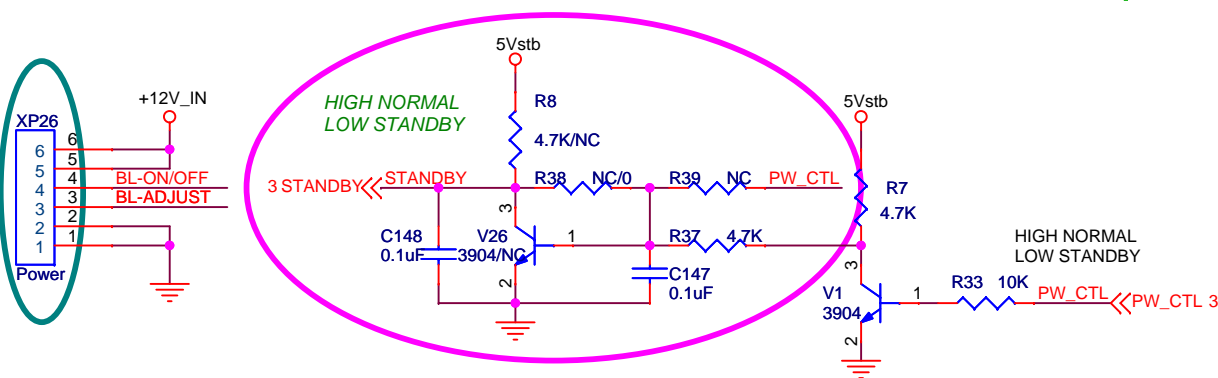 5Vstb
+12V_IN
XP26
6
5
4
3
2
1
6
5
4
3
2
1
BL-ON/OFF
BL-ADJUST
Power
HIGH NORMAL
LOW STANDBY
R8
4.7K/NC
3 STANDBY
STANDBY
R38
NC/0
R39
NC
PW_CTL
3
V26
3904/NC
1
2
C148
0.1uF
R37
4.7K
C147
0.1uF
5Vstb
R7
4.7K
3
V1
3904
1
2
R33
10K
HIGH NORMAL
LOW STANDBY
PW_CTL
PW_CTL 3